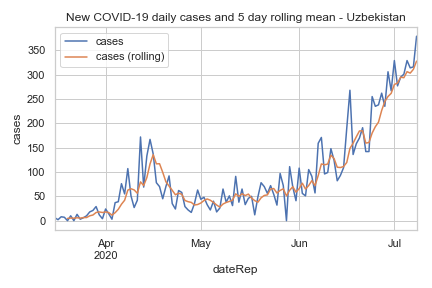 New COVID-19 daily cases and 5 day rolling mean - Uzbekistan
cases
cases (rolling)
350
300
250
200
150
100
50
0
cases
Apr
2020
May
Jun
Jul
dateRep